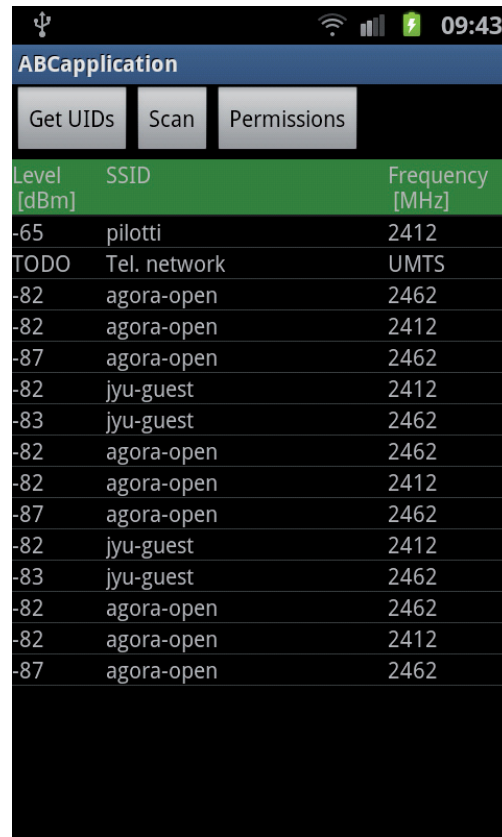 09:43
ABCapplication
Get UIDs Scan Permissions
Level SSID Frequency
[dBm] [MHz]
-65 pilotti 2412
TODO Tel. network UMTS
-82 agora-open 2462
-82 agora-open 2412
-87 agora-open 2462
-82 jyu-guest 2412
-83 jyu-guest 2462
-82 agora-open 2462
-82 agora-open 2412
-87 agora-open 2462
-82 jyu-guest 2412
-83 jyu-guest 2462
-82 agora-open 2462
-82 agora-open 2412
-87 agora-open 2462